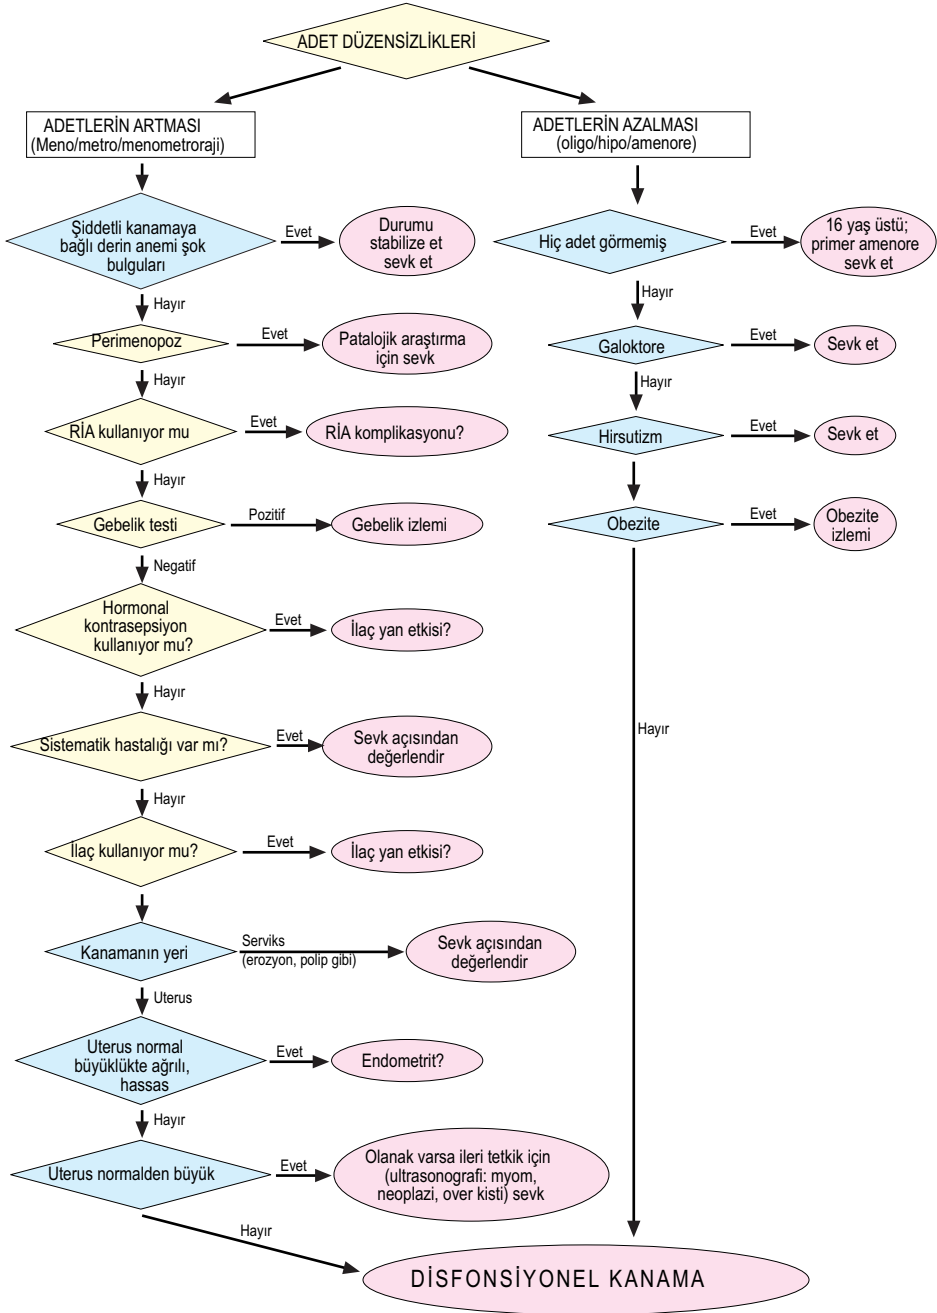 ADET DÜZENSİZLİKLERİ
ADETLERİN ARTMASI
(Meno/metro/menometroraji)
Şiddetli kanamaya
bağlı derin anemi şok
bulguları
Evet
Durumu
stabilize et
sevk et
Hayır
Perimenopoz
Evet
Patalojik araştırma
için sevk
Hayır
RİA kullanıyor mu
Evet
RİA komplikasyonu?
Hayır
Gebelik testi
Pozitif
Gebelik izlemi
Negatif
Hormonal
kontrasepsiyon
kullanıyor mu?
Evet
İlaç yan etkisi?
Hayır
Sistematik hastalığı var mı?
Evet
Sevk açısından
değerlendir
Hayır
İlaç kullanıyor mu?
Evet
İlaç yan etkisi?
Kanamanın yeri
Serviks
(erozyon, polip gibi)
Sevk açısından
değerlendir
Uterus
Uterus normal
büyüklükte ağrılı,
hassas
Evet
Endometrit?
Hayır
Uterus normalden büyük
Evet
Olanak varsa ileri tetkik için
(ultrasonografi: myom,
neoplazi, over kisti) sevk
Hayır
ADETLERİN AZALMASI
(oligo/hipo/amenore)
Hiç adet görmemiş
Evet
16 yaş üstü;
primer amenore
sevk et
Hayır
Galoktore
Evet
Sevk et
Hayır
Hirsutizm
Evet
Sevk et
Obezite
Evet
Obezite
izlemi
Hayır
DİSFONSİYONEL KANAMA